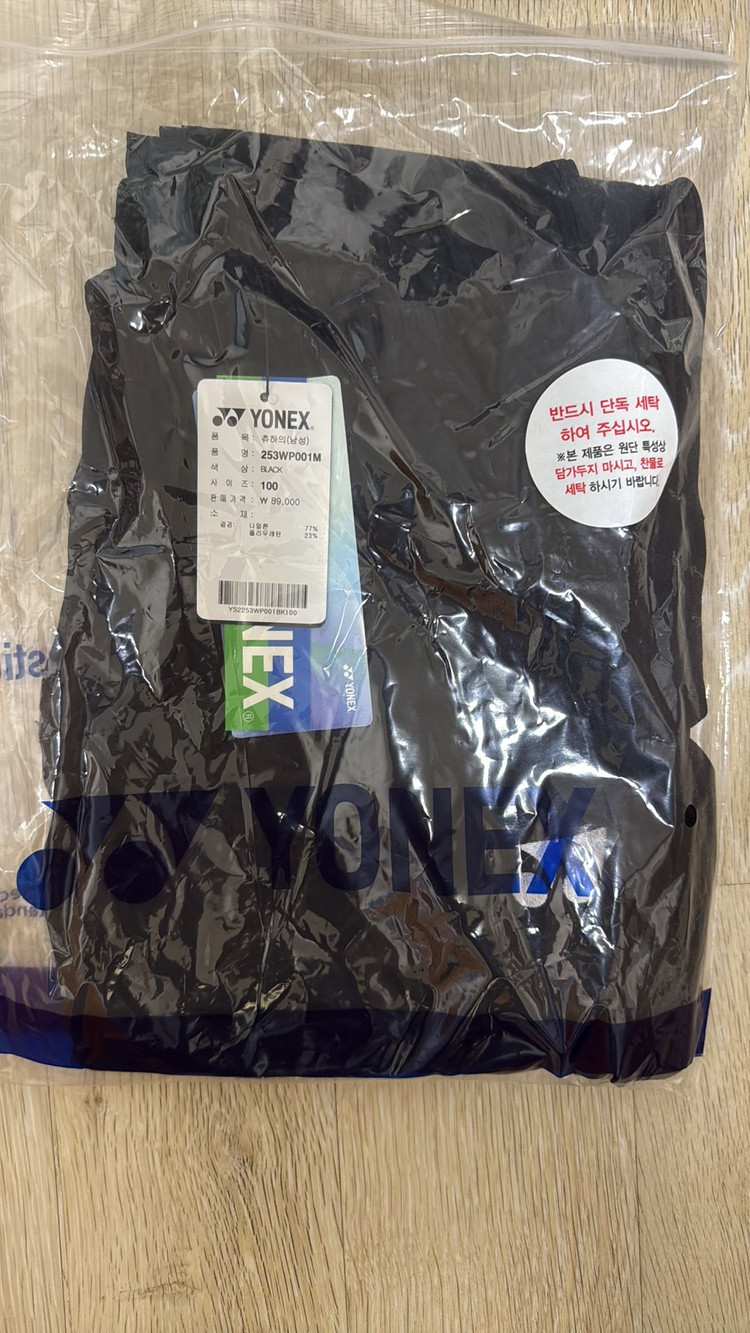 YONEX®
품 목 : 츄하의(남성)
품 명 : 253WP001M
색 상 : BLACK
사 이 즈 : 100
판 매 가 격 : ₩ 89,000
소 재 :
겉감: 나일론 77%
폴리우레탄 23%
YS2253WP001BK100
NEX®
YONEX
반드시 단독 세탁
하여 주십시오.
※본 제품은 원단 특성상
담가두지 마시고, 찬물로
세탁 하시기 바랍니다.
YONEX